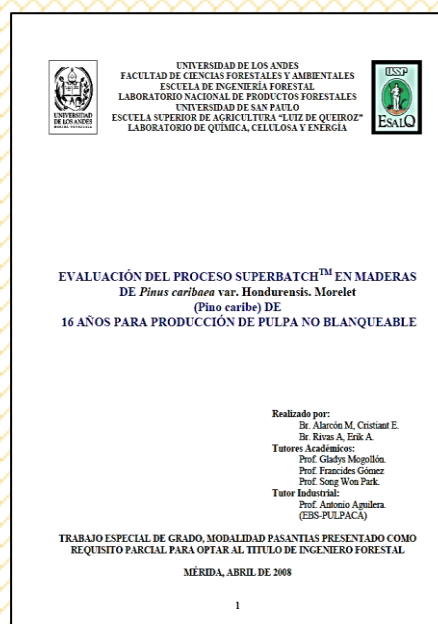 UNIVERSIDAD DE LOS ANDES
FACULTAD DE CIENCIAS FORESTALES Y AMBIENTALES
ESCUELA DE INGENIERÍA FORESTAL
LABORATORIO NACIONAL DE PRODUCTOS FORESTALES
UNIVERSIDAD DE SAN PAULO
ESCUELA SUPERIOR DE AGRICULTURA “LUIZ DE QUEIROZ”
LABORATORIO DE QUÍMICA, CELULOSA Y ENERGÍA
UNIVERSIDAD
DE LOS ANDES
MERIDA VENEZUELA
USP
ESALQ
EVALUACIÓN DEL PROCESO SUPERBATCH™ EN MADERAS
DE Pinus caribaea var. Hondurensis. Morelet
(Pino caribe) DE
16 AÑOS PARA PRODUCCIÓN DE PULPA NO BLANQUEABLE
Realizado por:
Br. Alarcón M, Cristiant E.
Br. Rivas A, Erik A.
Tutores Académicos:
Prof. Gladys Mogollón.
Prof. Francides Gómez
Prof. Song Won Park.
Tutor Industrial:
Prof. Antonio Aguilera.
(EBS-PULPACA)
TRABAJO ESPECIAL DE GRADO, MODALIDAD PASANTIAS PRESENTADO COMO
REQUISITO PARCIAL PARA OPTAR AL TITULO DE INGENIERO FORESTAL
MÉRIDA, ABRIL DE 2008
1